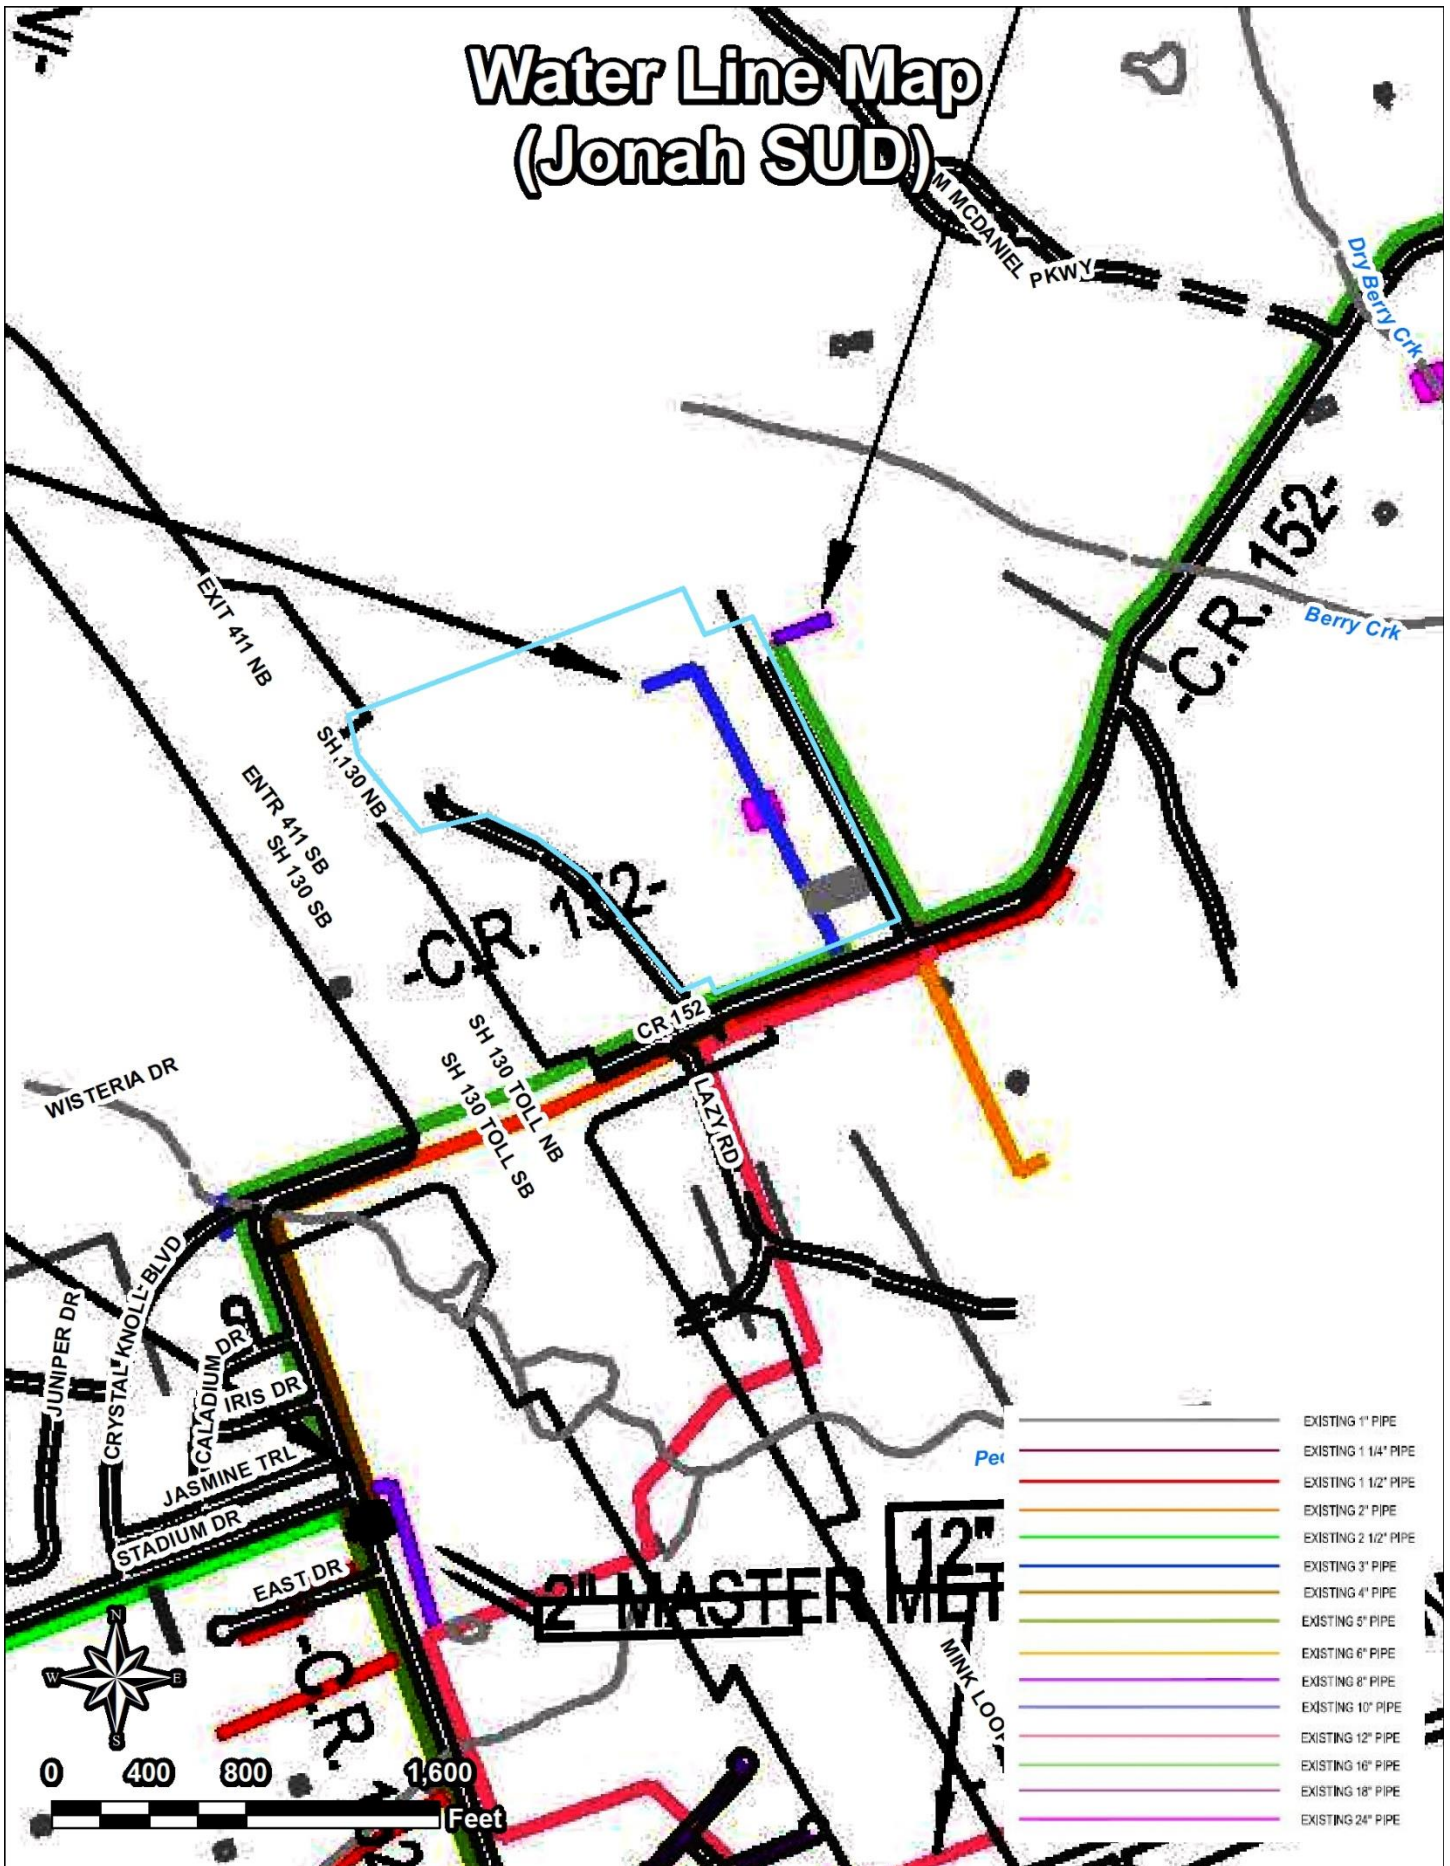 Water Line Map
(Jonah SUD)
M MCDANIEL PKWY
Dry Berry Crk
-C.R. 152-
Berry Crk
EXIT 411 NB
SH 130 NB
ENTR 411 SB
SH 130 SB
-C.R. 152-
CR 152
SH 130 TOLL NB
SH 130 TOLL SB
WISTERIA DR
LAZY RD
JUNIPER DR
CRYSTAL KNOLL BLVD
CALADIUM DR
IRIS DR
JASMINE TRL
STADIUM DR
EAST DR
12"
2" MASTER MET
MINK LOOP
-C.R.
N
W
E
S
0 400 800 1,600
Feet
EXISTING 1" PIPE
EXISTING 1 1/4" PIPE
EXISTING 1 1/2" PIPE
EXISTING 2" PIPE
EXISTING 2 1/2" PIPE
EXISTING 3" PIPE
EXISTING 4" PIPE
EXISTING 5" PIPE
EXISTING 6" PIPE
EXISTING 8" PIPE
EXISTING 10" PIPE
EXISTING 12" PIPE
EXISTING 16" PIPE
EXISTING 18" PIPE
EXISTING 24" PIPE